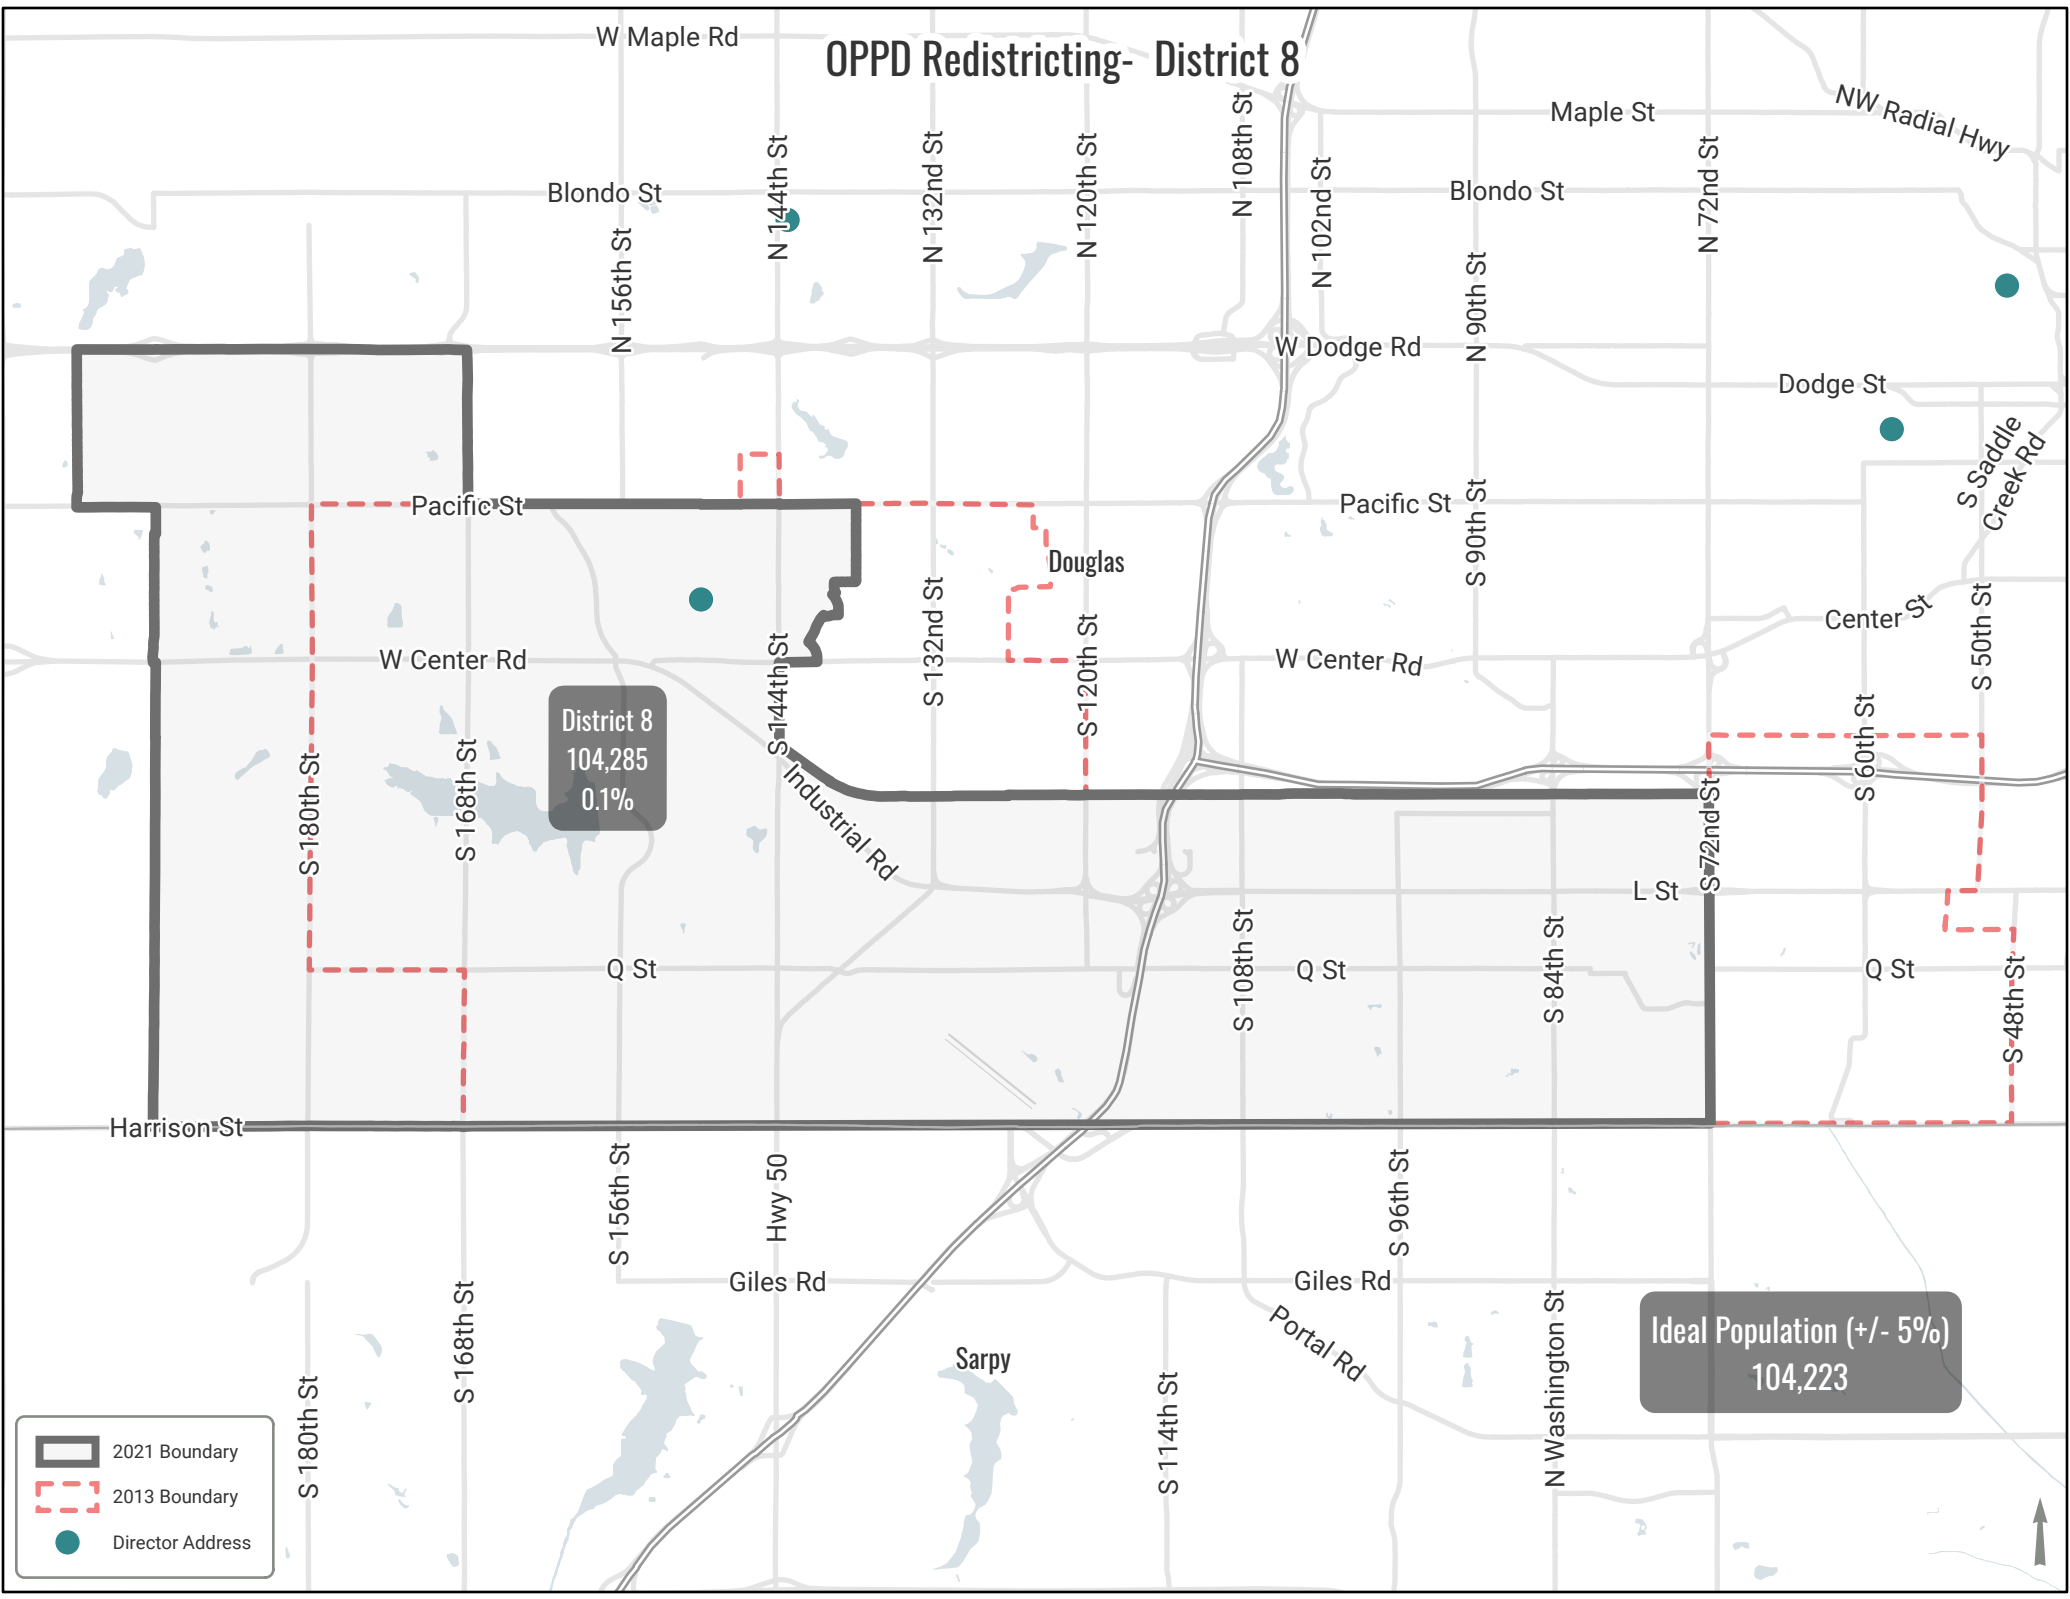 W Maple Rd
OPPD Redistricting-  District 8
Maple St
NW Radial Hwy
N 108th St
N 144th St
N 132nd St
N 120th St
N 102nd St
N 72nd St
Blondo St
Blondo St
N 156th St
N 90th St
W Dodge Rd
Dodge St
S Saddle
Creek Rd
Pacific St
Pacific St
S 90th St
Douglas
S 132nd St
S 120th St
Center St
S 50th St
W Center Rd
W Center Rd
S 144th St
District 8
104,285
0.1%
S 180th St
S 168th St
Industrial Rd
S 60th St
S 72nd St
L St
S 108th St
S 84th St
Q St
Q St
Q St
S 48th St
Harrison St
S 156th St
Hwy 50
S 96th St
Giles Rd
Giles Rd
S 168th St
Portal Rd
N Washington St
Ideal Population (+/- 5%)
104,223
Sarpy
S 180th St
S 114th St
2021 Boundary
2013 Boundary
Director Address